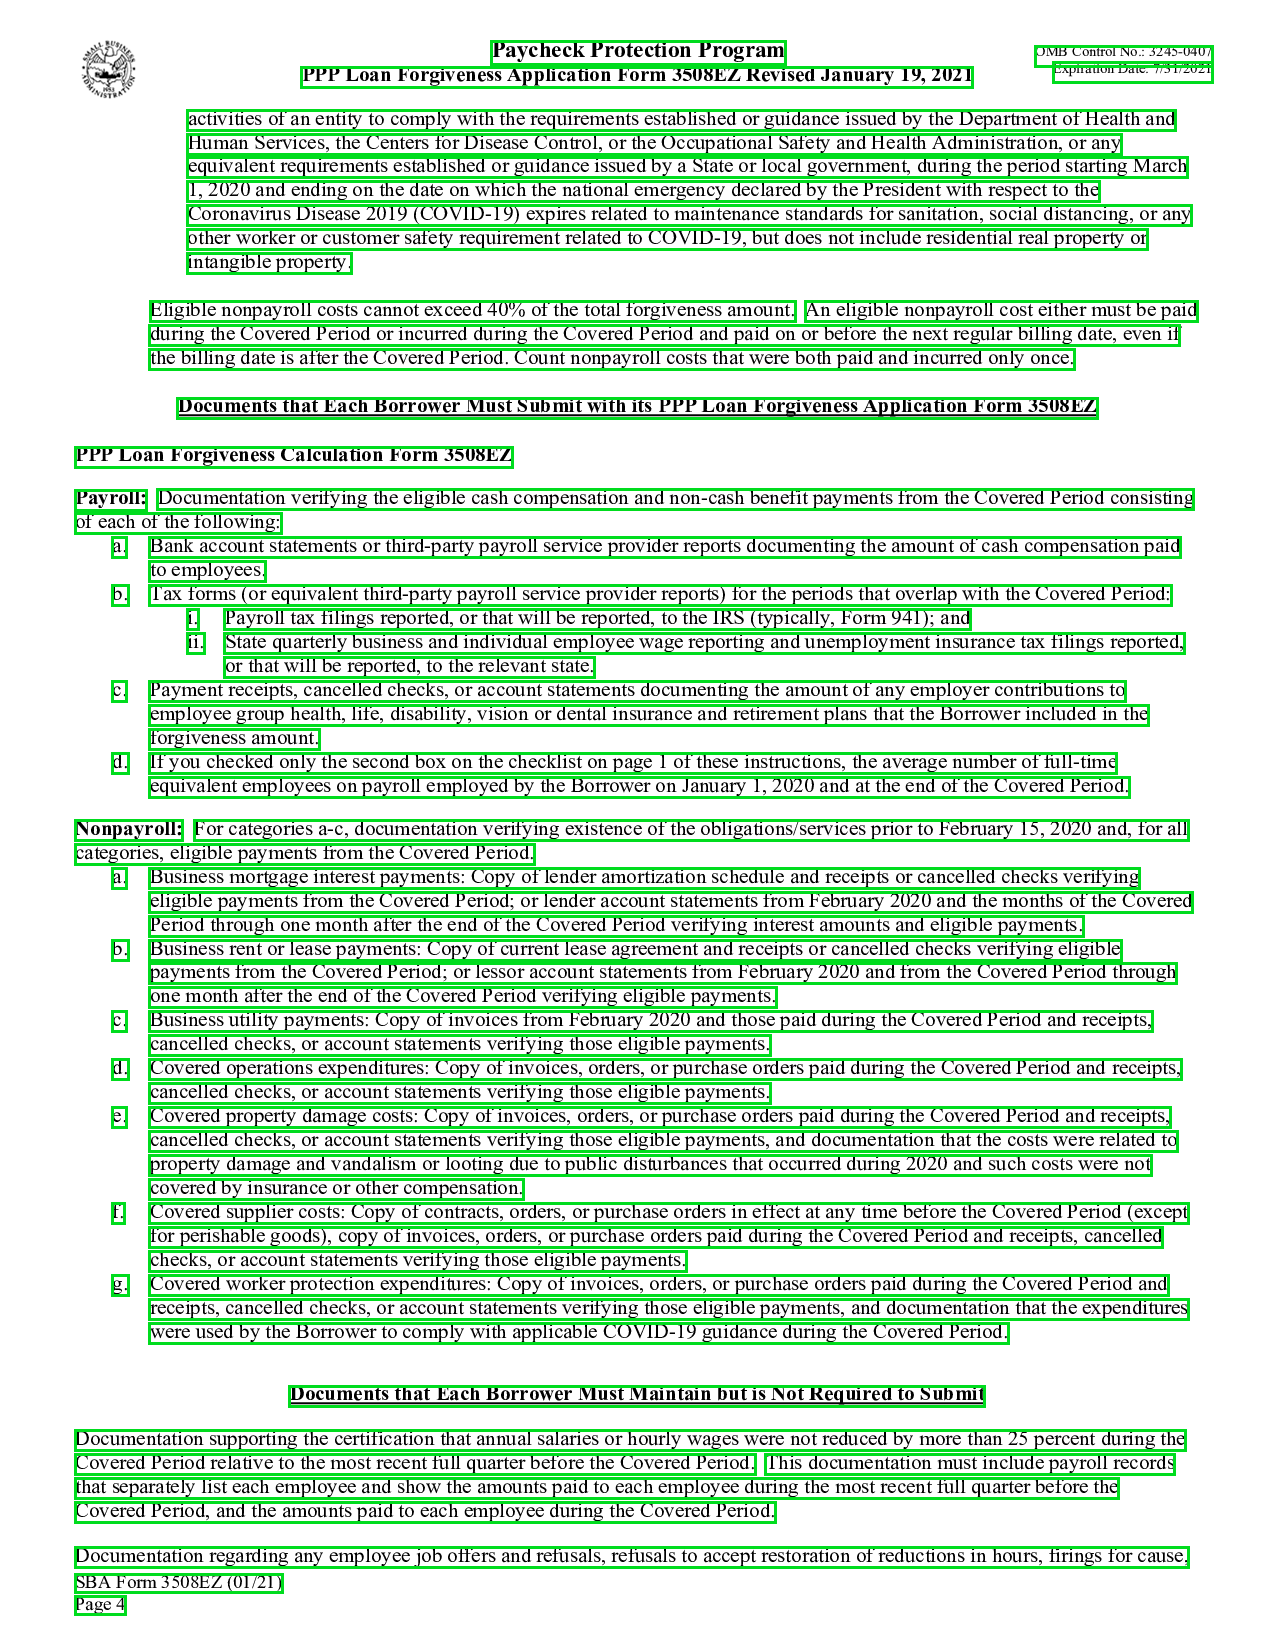 Paycheck Protection Program
OMB Control No.: 3245-0407
PPP Loan Forgiveness Application Form 3508EZ Revised January 19, 2021
Expiration Date: 7/31/2021
activities of an entity to comply with the requirements established or guidance issued by the Department of Health and
Human Services, the Centers for Disease Control, or the Occupational Safety and Health Administration, or any
equivalent requirements established or guidance issued by a State or local government, during the period starting March
1, 2020 and ending on the date on which the national emergency declared by the President with respect to the
Coronavirus Disease 2019 (COVID-19) expires related to maintenance standards for sanitation, social distancing, or any
other worker or customer safety requirement related to COVID-19, but does not include residential real property or
intangible property.
Eligible nonpayroll costs cannot exceed 40% of the total forgiveness amount. An eligible nonpayroll cost either must be paid
during the Covered Period or incurred during the Covered Period and paid on or before the next regular billing date, even if
the billing date is after the Covered Period. Count nonpayroll costs that were both paid and incurred only once.
Documents that Each Borrower Must Submit with its PPP Loan Forgiveness Application Form 3508EZ
PPP Loan Forgiveness Calculation Form 3508EZ
Payroll: Documentation verifying the eligible cash compensation and non-cash benefit payments from the Covered Period consisting
of each of the following:
a. Bank account statements or third-party payroll service provider reports documenting the amount of cash compensation paid
to employees.
b. Tax forms (or equivalent third-party payroll service provider reports) for the periods that overlap with the Covered Period:
i. Payroll tax filings reported, or that will be reported, to the IRS (typically, Form 941); and
ii. State quarterly business and individual employee wage reporting and unemployment insurance tax filings reported,
or that will be reported, to the relevant state.
c. Payment receipts, cancelled checks, or account statements documenting the amount of any employer contributions to
employee group health, life, disability, vision or dental insurance and retirement plans that the Borrower included in the
forgiveness amount.
d. If you checked only the second box on the checklist on page 1 of these instructions, the average number of full-time
equivalent employees on payroll employed by the Borrower on January 1, 2020 and at the end of the Covered Period.
Nonpayroll: For categories a-c, documentation verifying existence of the obligations/services prior to February 15, 2020 and, for all
categories, eligible payments from the Covered Period.
a. Business mortgage interest payments: Copy of lender amortization schedule and receipts or cancelled checks verifying
eligible payments from the Covered Period; or lender account statements from February 2020 and the months of the Covered
Period through one month after the end of the Covered Period verifying interest amounts and eligible payments.
b. Business rent or lease payments: Copy of current lease agreement and receipts or cancelled checks verifying eligible
payments from the Covered Period; or lessor account statements from February 2020 and from the Covered Period through
one month after the end of the Covered Period verifying eligible payments.
c. Business utility payments: Copy of invoices from February 2020 and those paid during the Covered Period and receipts,
cancelled checks, or account statements verifying those eligible payments.
d. Covered operations expenditures: Copy of invoices, orders, or purchase orders paid during the Covered Period and receipts,
cancelled checks, or account statements verifying those eligible payments.
e. Covered property damage costs: Copy of invoices, orders, or purchase orders paid during the Covered Period and receipts,
cancelled checks, or account statements verifying those eligible payments, and documentation that the costs were related to
property damage and vandalism or looting due to public disturbances that occurred during 2020 and such costs were not
covered by insurance or other compensation.
f. Covered supplier costs: Copy of contracts, orders, or purchase orders in effect at any time before the Covered Period (except
for perishable goods), copy of invoices, orders, or purchase orders paid during the Covered Period and receipts, cancelled
checks, or account statements verifying those eligible payments.
g. Covered worker protection expenditures: Copy of invoices, orders, or purchase orders paid during the Covered Period and
receipts, cancelled checks, or account statements verifying those eligible payments, and documentation that the expenditures
were used by the Borrower to comply with applicable COVID-19 guidance during the Covered Period.
Documents that Each Borrower Must Maintain but is Not Required to Submit
Documentation supporting the certification that annual salaries or hourly wages were not reduced by more than 25 percent during the
Covered Period relative to the most recent full quarter before the Covered Period. This documentation must include payroll records
that separately list each employee and show the amounts paid to each employee during the most recent full quarter before the
Covered Period, and the amounts paid to each employee during the Covered Period.
Documentation regarding any employee job offers and refusals, refusals to accept restoration of reductions in hours, firings for cause,
SBA Form 3508EZ (01/21)
Page 4